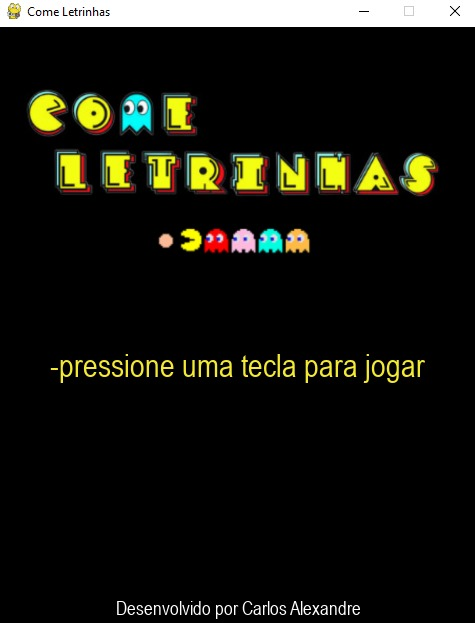 Come Letrinhas
COME
LETRINHAS
-pressione uma tecla para jogar
Desenvolvido por Carlos Alexandre